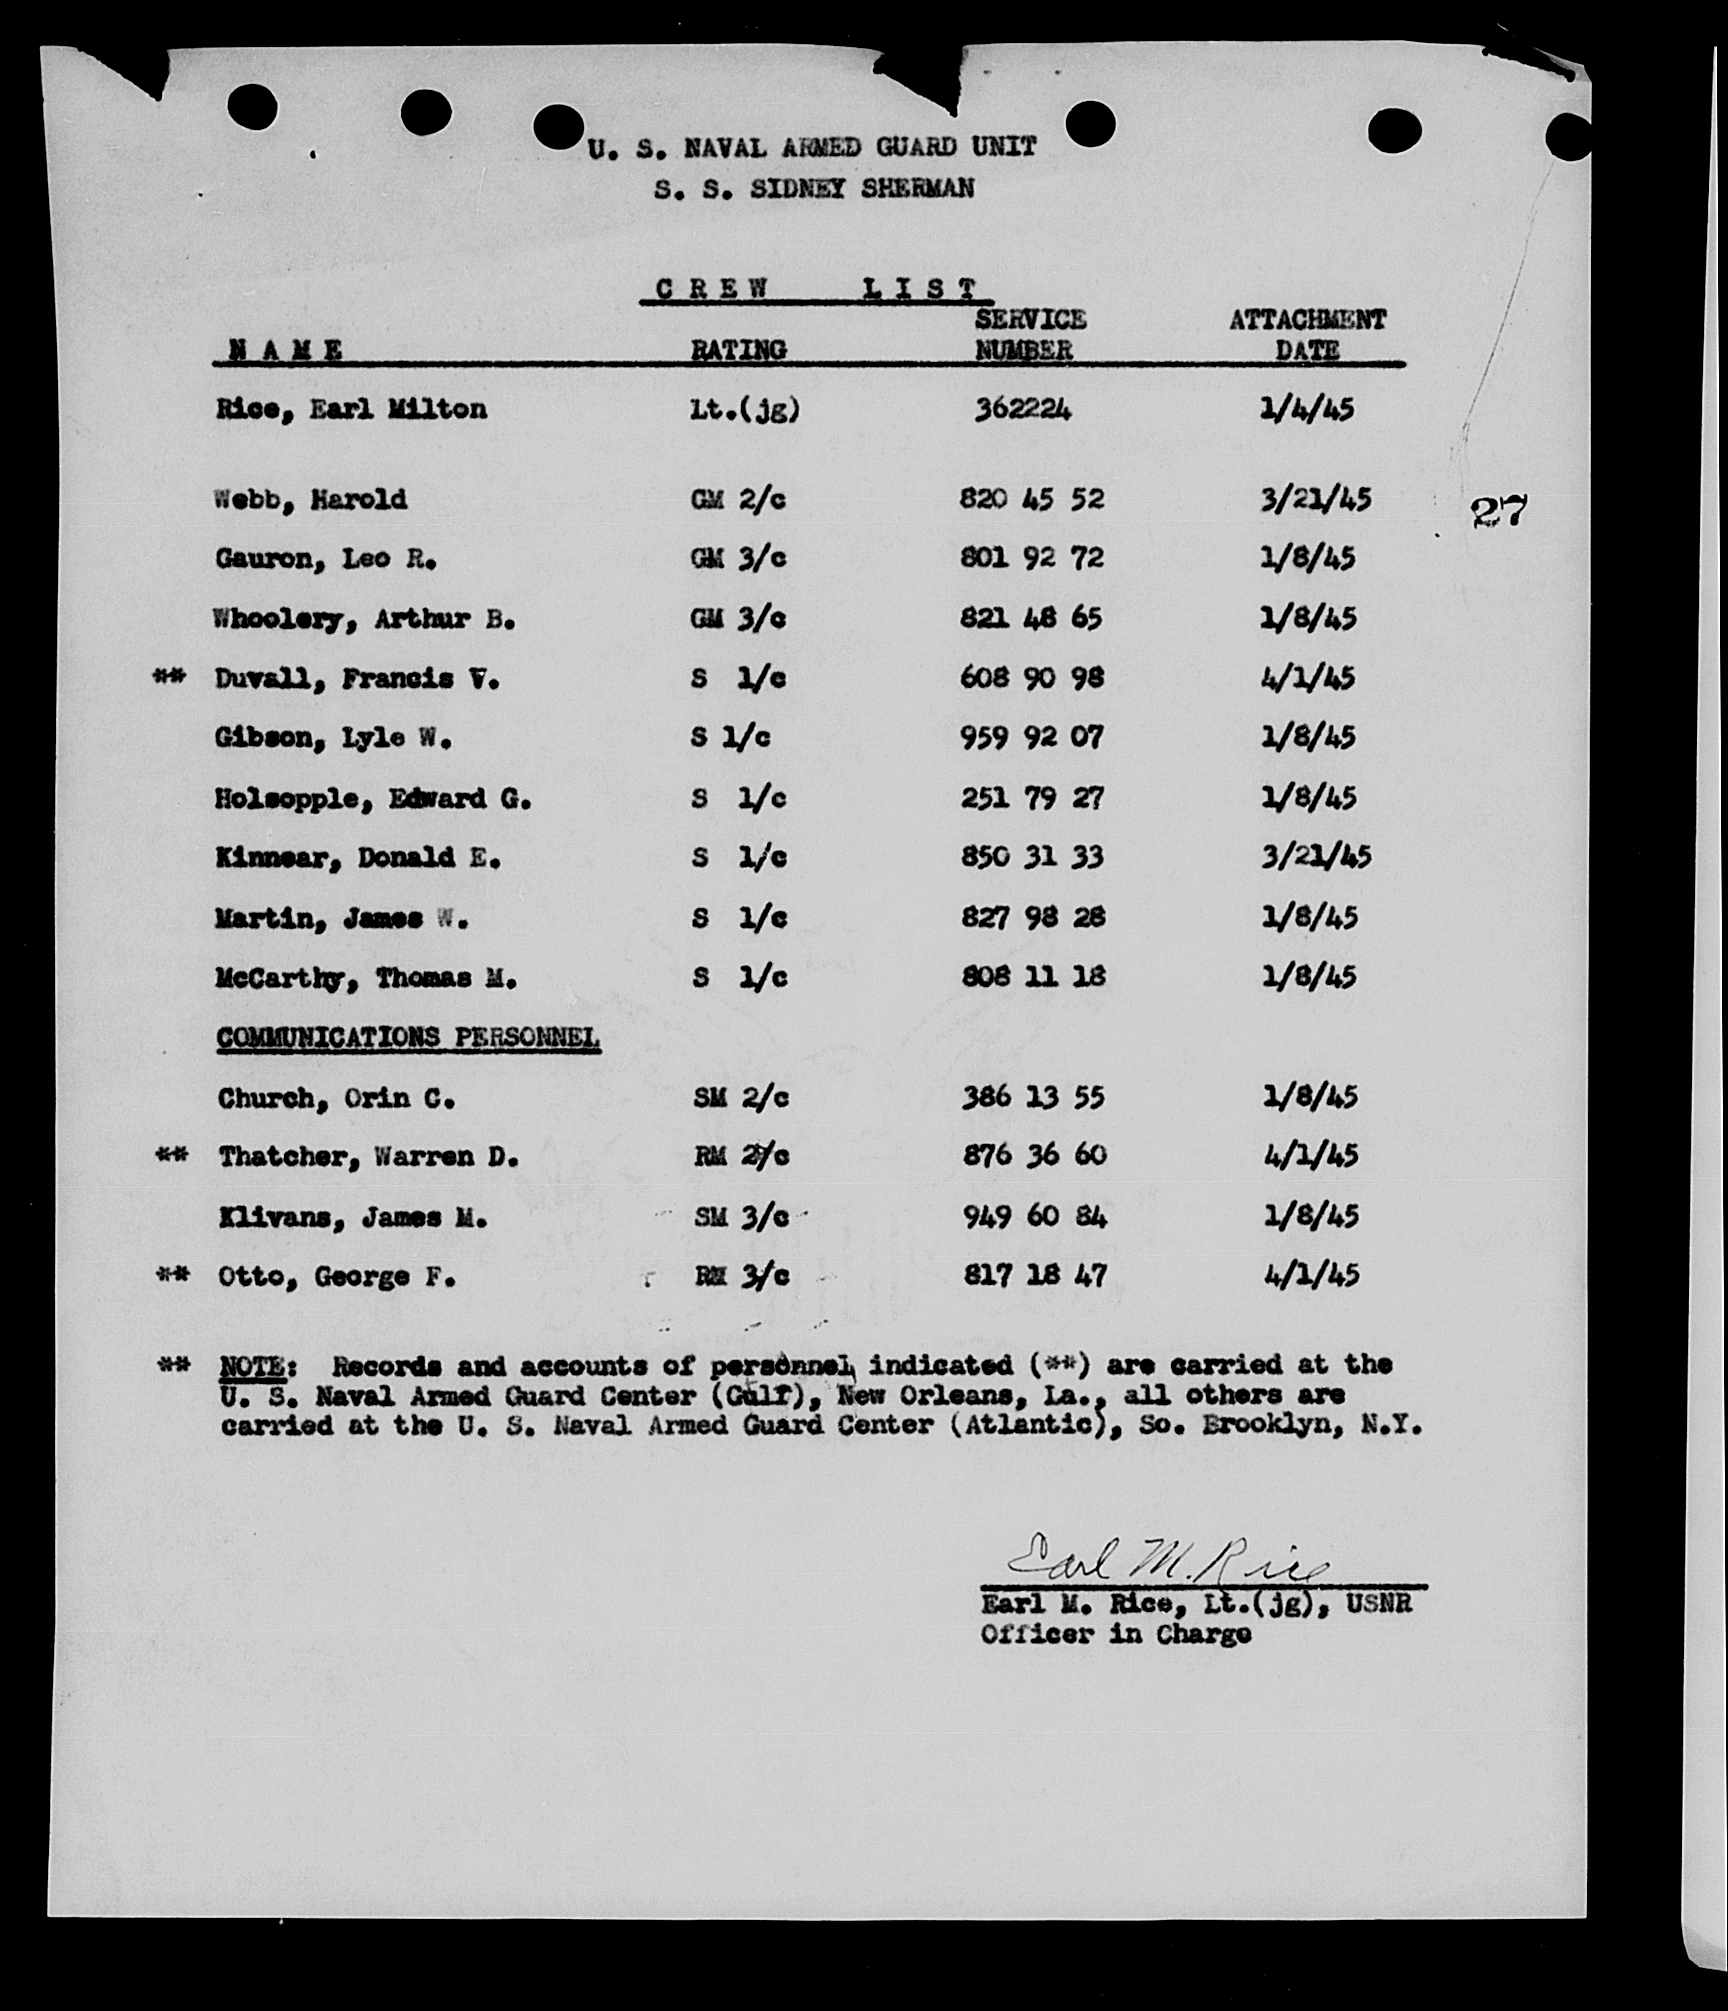 U. S. NAVAL ARMED GUARD UNIT
S. S. SIDNEY SHERMAN
C R E W   L I S T
N A M E   RATING   SERVICE NUMBER   ATTACHMENT DATE
Rice, Earl Milton   Lt.(jg)   362224   1/4/45
Webb, Harold   GM 2/c   820 45 52   3/21/45
27
Gauron, Leo R.   GM 3/c   801 92 72   1/8/45
Whoolery, Arthur B.   GM 3/c   821 48 65   1/8/45
** Duvall, Francis V.   S 1/c   608 90 98   4/1/45
Gibson, Lyle W.   S 1/c   959 92 07   1/8/45
Holsopple, Edward G.   S 1/c   251 79 27   1/8/45
Kinnear, Donald E.   S 1/c   850 31 33   3/21/45
Martin, James W.   S 1/c   827 98 28   1/8/45
McCarthy, Thomas M.   S 1/c   808 11 18   1/8/45
COMMUNICATIONS PERSONNEL
Church, Orin C.   SM 2/c   386 13 55   1/8/45
** Thatcher, Warren D.   RM 2/c   876 36 60   4/1/45
Klivans, James M.   SM 3/c   949 60 84   1/8/45
** Otto, George F.   RM 3/c   817 18 47   4/1/45
** NOTE: Records and accounts of personnel indicated (**) are carried at the
U. S. Naval Armed Guard Center (Gulf), New Orleans, La., all others are
carried at the U. S. Naval Armed Guard Center (Atlantic), So. Brooklyn, N.Y.
Earl M. Rice
Earl M. Rice, Lt.(jg), USNR
Officer in Charge